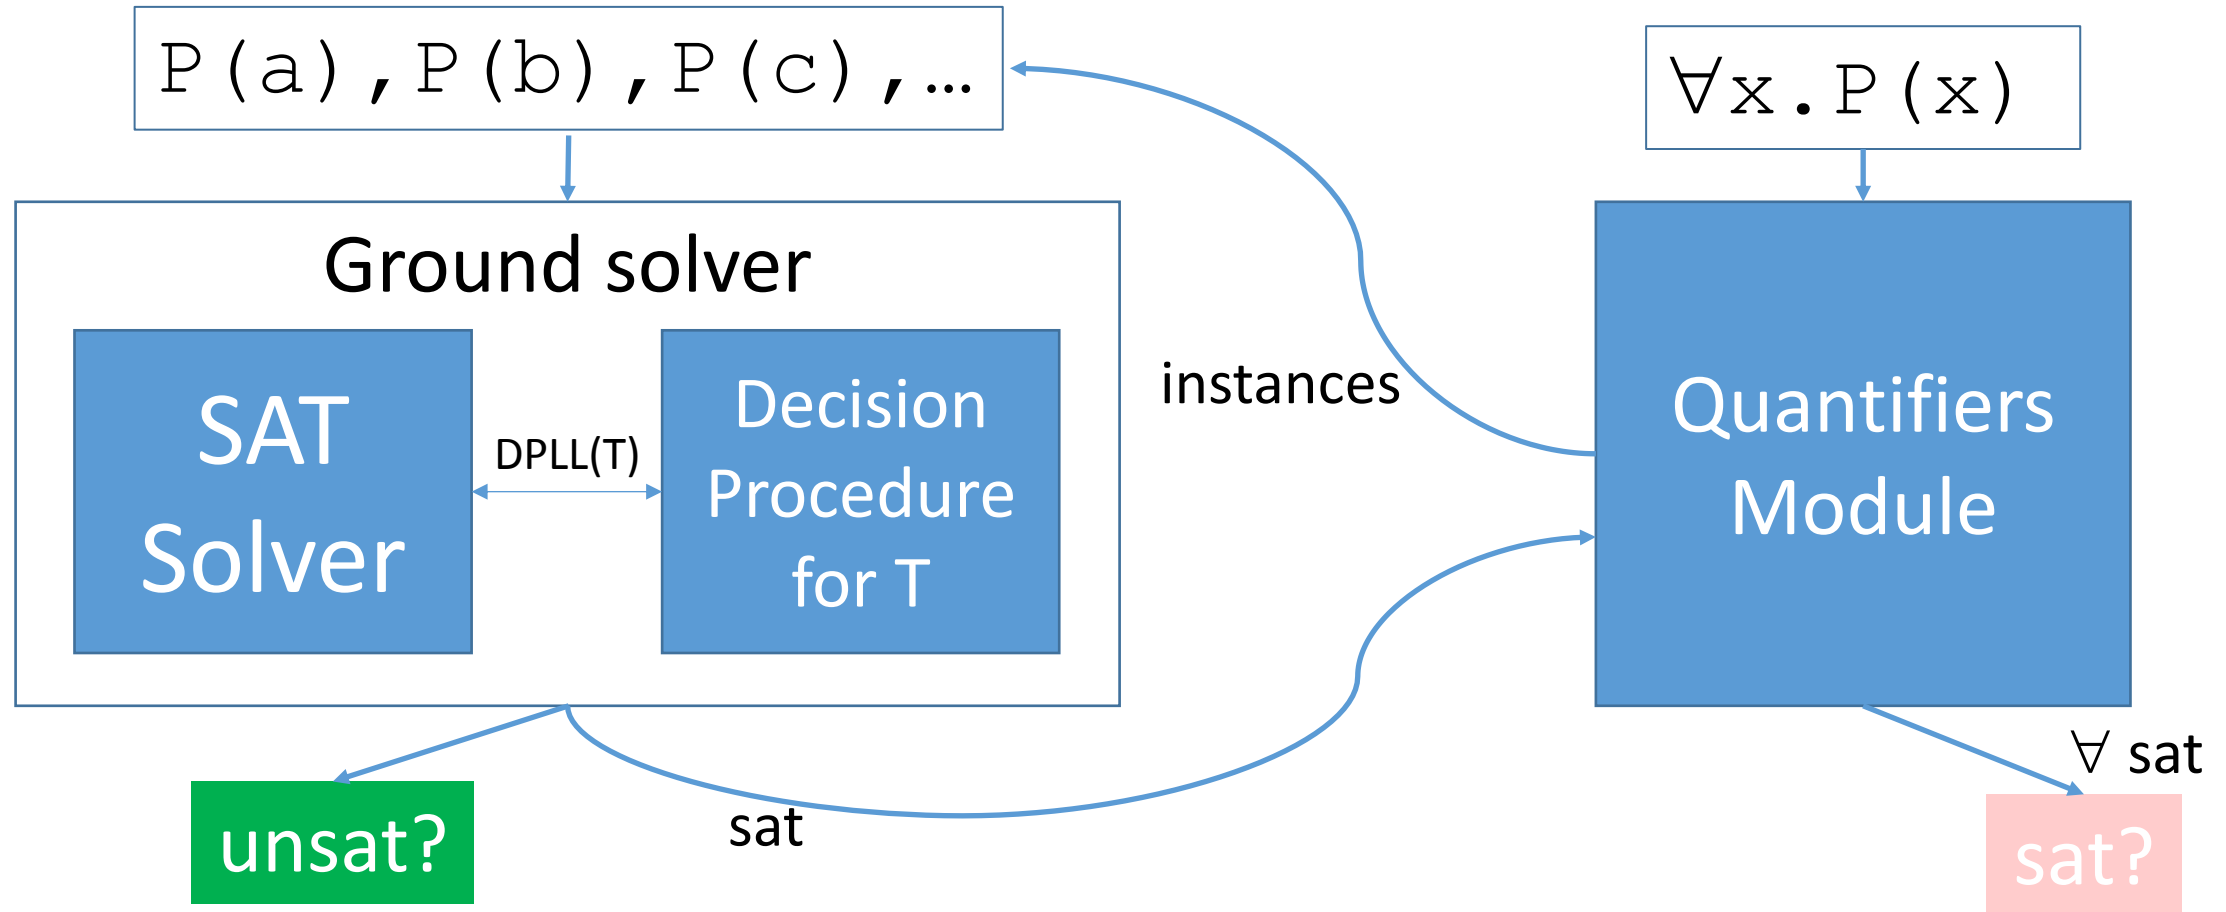 P(a),P(b),P(c),…
∀x.P(x)
Ground solver
SAT
Solver
DPLL(T)
Decision
Procedure
for T
instances
Quantifiers
Module
unsat?
sat
∀ sat
sat?